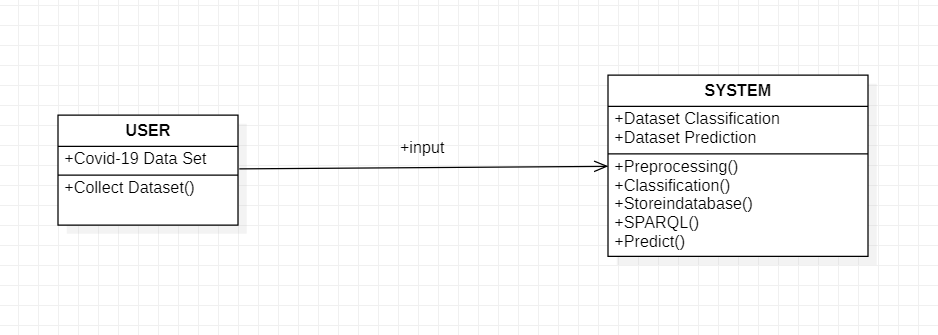 USER
+Covid-19 Data Set
+Collect Dataset()
+input
SYSTEM
+Dataset Classification
+Dataset Prediction
+Preprocessing()
+Classification()
+Storeindatabase()
+SPARQL()
+Predict()